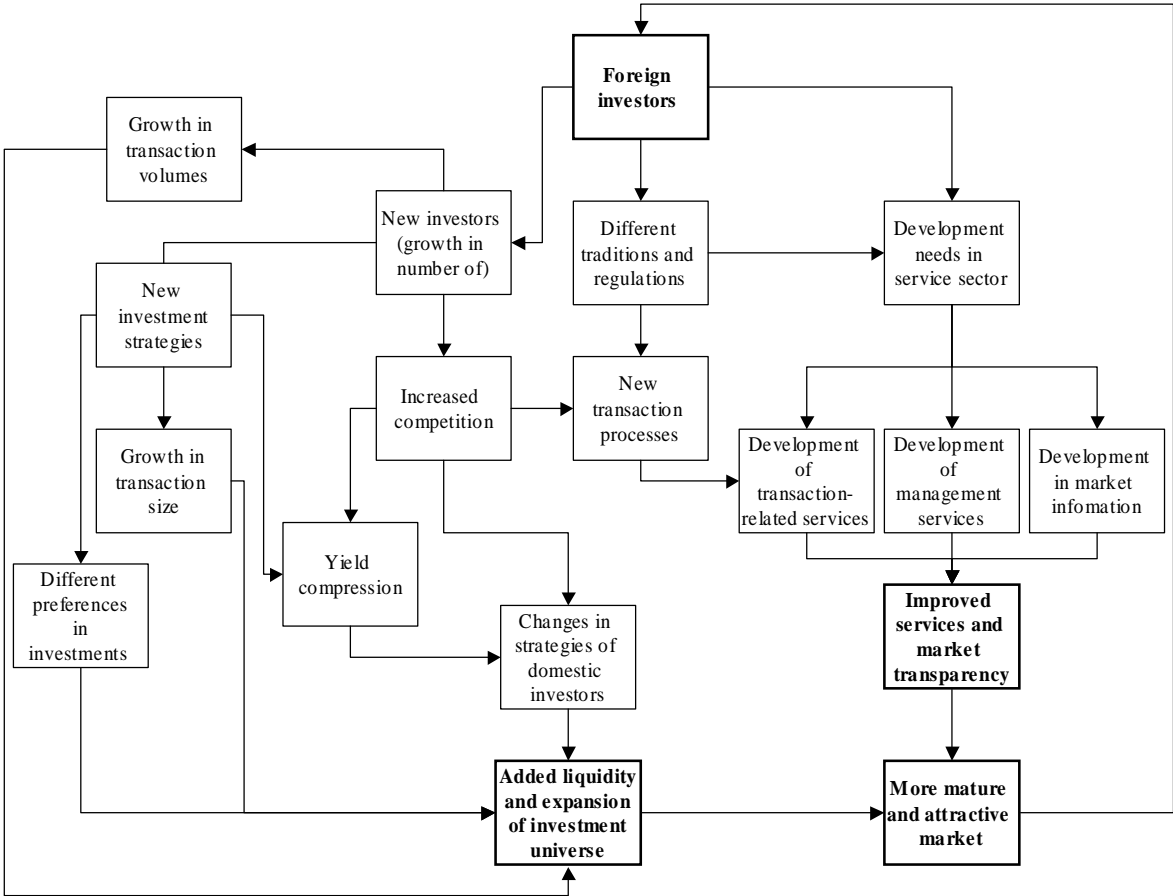 Foreign
investors
Growth in
transaction
volumes
New investors
(growth in
number of)
Different
traditions and
regulations
Development
needs in
service sector
New
investment
strategies
Increased
competition
New
transaction
processes
Growth in
transaction
size
Development
of
transaction-
related services
Development
of
management
services
Development
in market
infomation
Yield
compression
Different
preferences
in
investments
Changes in
strategies of
domestic
investors
Improved
services and
market
transparency
Added liquidity
and expansion
of investment
universe
More mature
and attractive
market